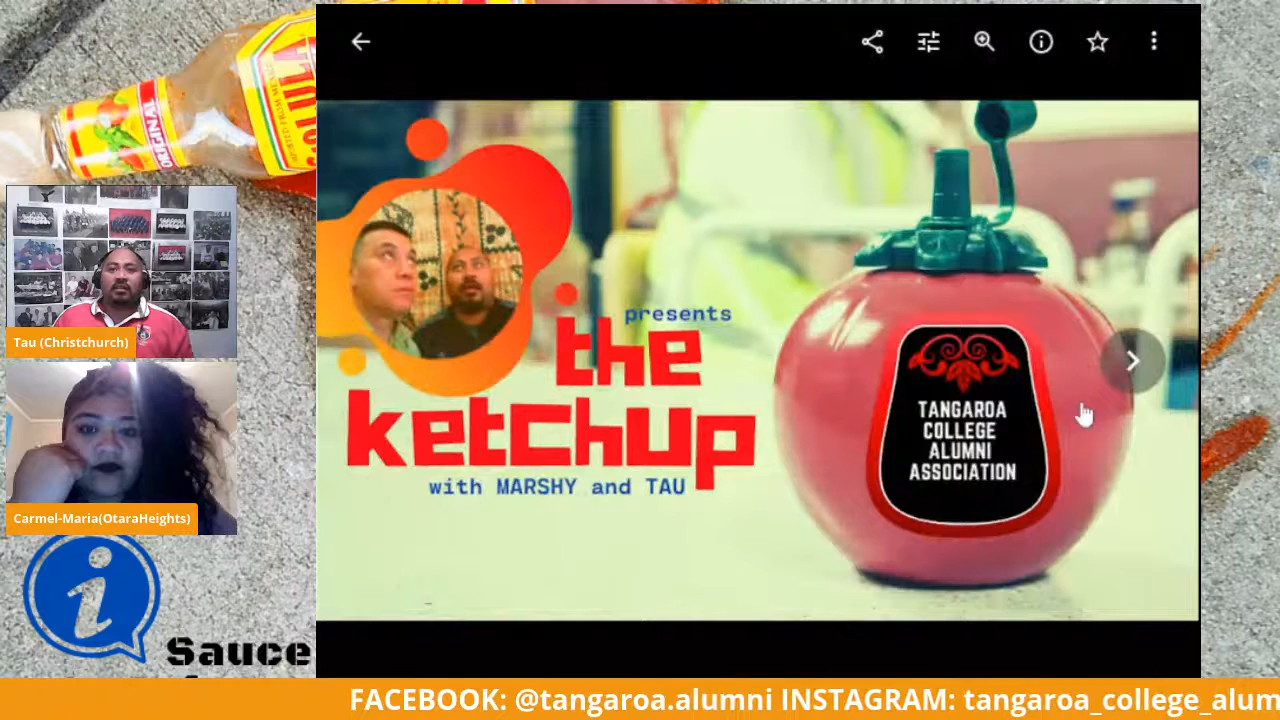 ORIGINAL
Tau (Christchurch)
Carmel-Maria(OtaraHeights)
presents
the
ketchup
with MARSHY and TAU
TANGAROA
COLLEGE
ALUMNI
ASSOCIATION
Sauce
FACEBOOK: @tangaroa.alumni INSTAGRAM: tangaroa_college_alum